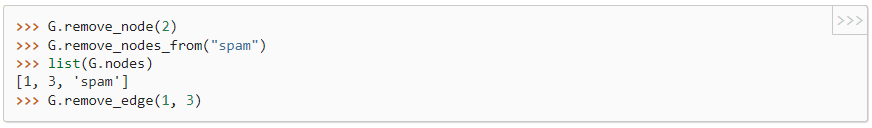 >>> G.remove_node(2)
>>> G.remove_nodes_from("spam")
>>> list(G.nodes)
[1, 3, 'spam']
>>> G.remove_edge(1, 3)
>>>